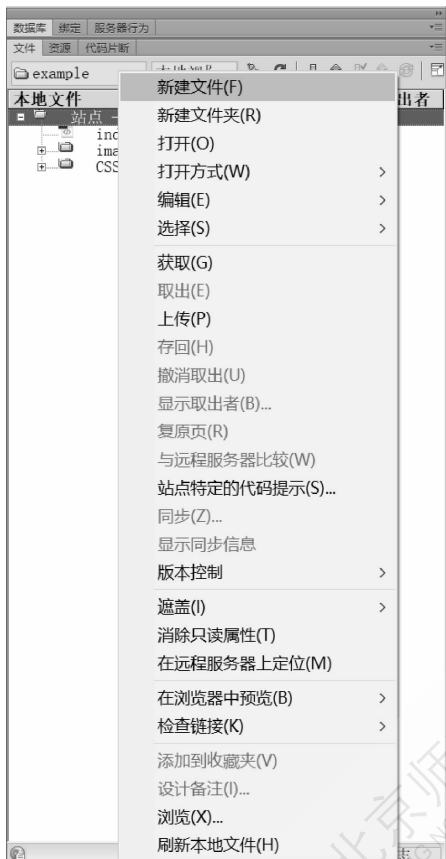 数据库 绑定 服务器行为
文件 资源 代码片断
example
本地文件 出者
站点 -
ima
CSS
新建文件(F)
新建文件夹(R)
打开(O)
打开方式(W)
编辑(E)
选择(S)
获取(G)
取出(E)
上传(P)
存回(H)
撤消取出(U)
显示取出者(B)...
复原页(R)
与远程服务器比较(W)
站点特定的代码提示(S)...
同步(Z)...
显示同步信息
版本控制
遮盖(I)
消除只读属性(T)
在远程服务器上定位(M)
在浏览器中预览(B)
检查链接(K)
添加到收藏夹(V)
设计备注(I)...
浏览(X)...
刷新本地文件(H)